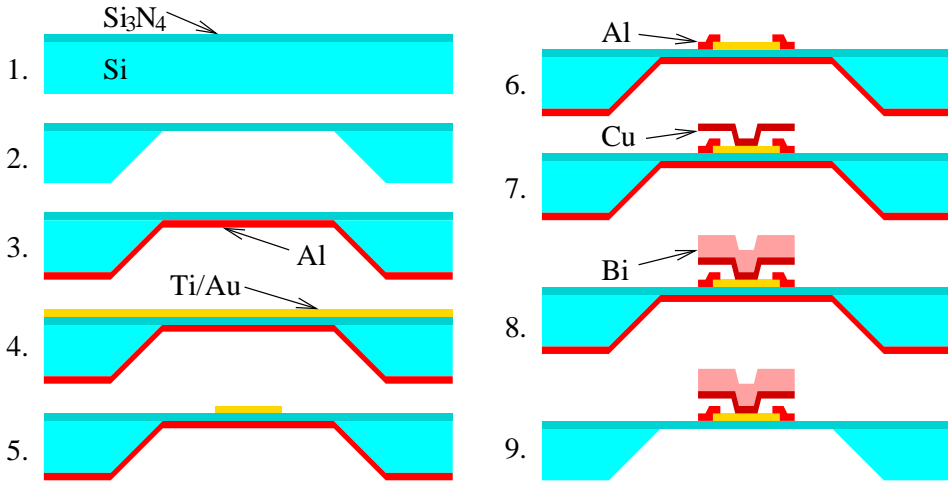 Si₃N₄
1.
Si
2.
3.
Al
Ti/Au
4.
5.
Al
6.
Cu
7.
Bi
8.
9.